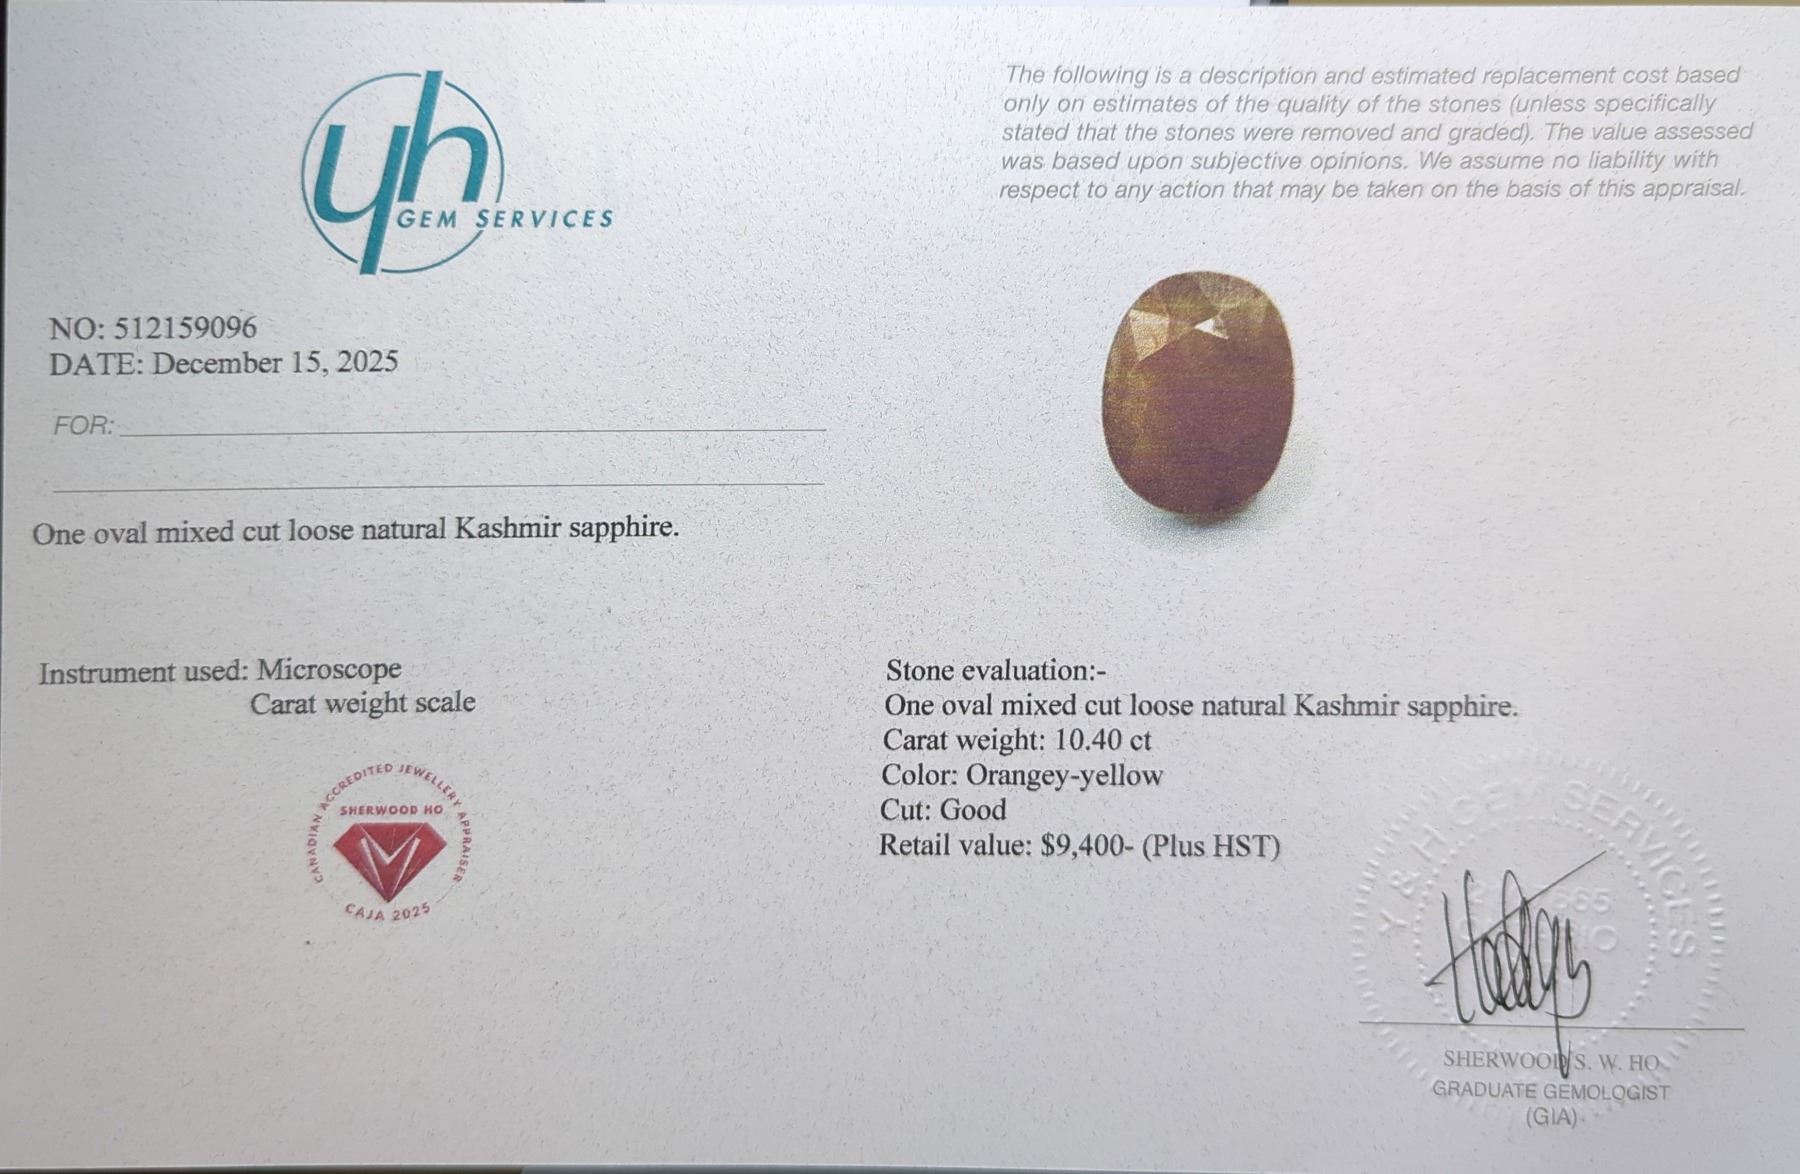 yh
GEM SERVICES
The following is a description and estimated replacement cost based
only on estimates of the quality of the stones (unless specifically
stated that the stones were removed and graded). The value assessed
was based upon subjective opinions. We assume no liability with
respect to any action that may be taken on the basis of this appraisal.
NO: 512159096
DATE: December 15, 2025
FOR:
One oval mixed cut loose natural Kashmir sapphire.
Instrument used: Microscope
Carat weight scale
CANADIAN ACCREDITED JEWELLERY APPRAISER
SHERWOOD HO
CAJA 2025
Stone evaluation:-
One oval mixed cut loose natural Kashmir sapphire.
Carat weight: 10.40 ct
Color: Orangey-yellow
Cut: Good
Retail value: $9,400- (Plus HST)
Y & H GEM SERVICES
SHERWOOD S. W. HO
GRADUATE GEMOLOGIST
(GIA)